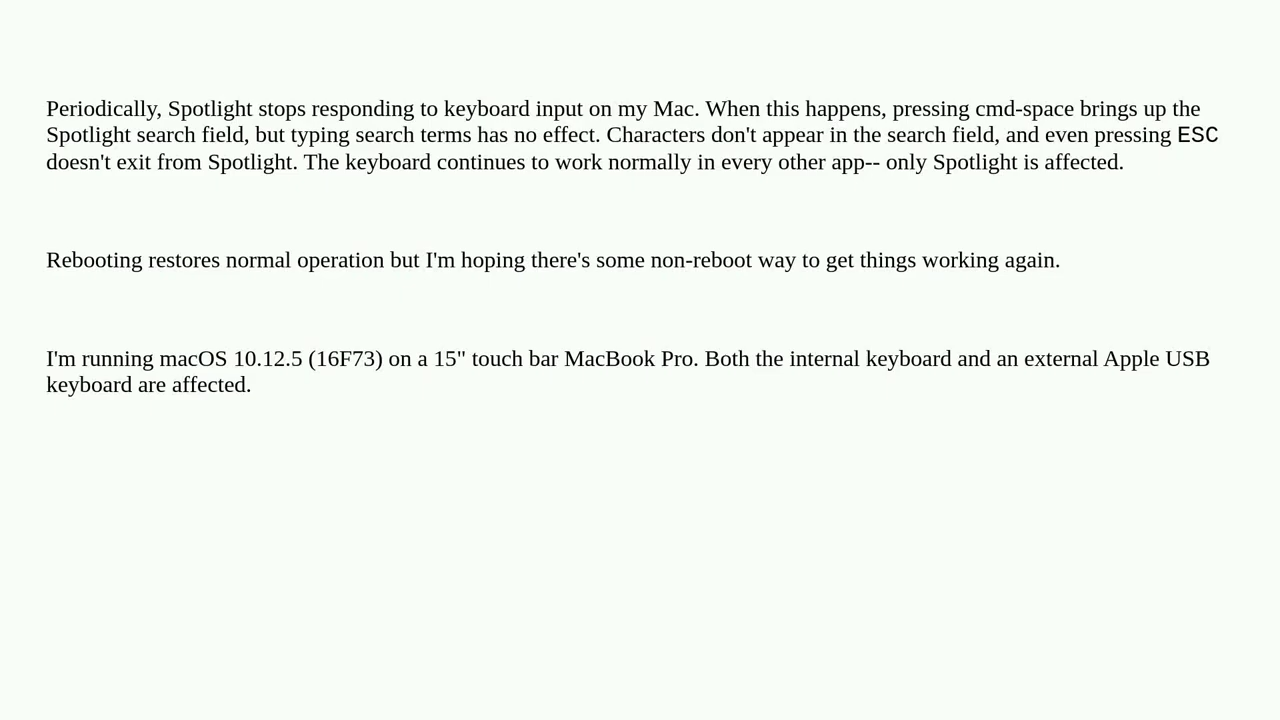 Periodically, Spotlight stops responding to keyboard input on my Mac. When this happens, pressing cmd-space brings up the
Spotlight search field, but typing search terms has no effect. Characters don't appear in the search field, and even pressing ESC
doesn't exit from Spotlight. The keyboard continues to work normally in every other app-- only Spotlight is affected.
Rebooting restores normal operation but I'm hoping there's some non-reboot way to get things working again.
I'm running macOS 10.12.5 (16F73) on a 15" touch bar MacBook Pro. Both the internal keyboard and an external Apple USB
keyboard are affected.